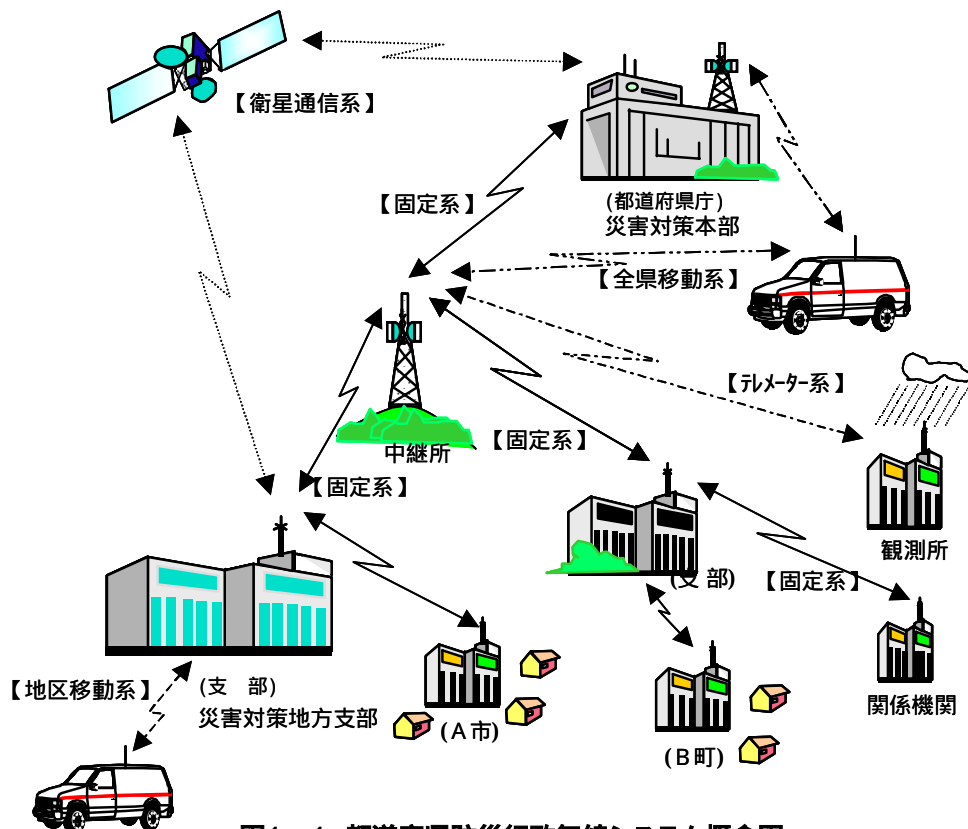 【衛星通信系】
(都道府県庁)
災害対策本部
【固定系】
【全県移動系】
【テレメーター系】
中継所
【固定系】
【固定系】
観測所
(支 部)
【固定系】
【地区移動系】
(支 部)
災害対策地方支部
(A市)
(B町)
関係機関